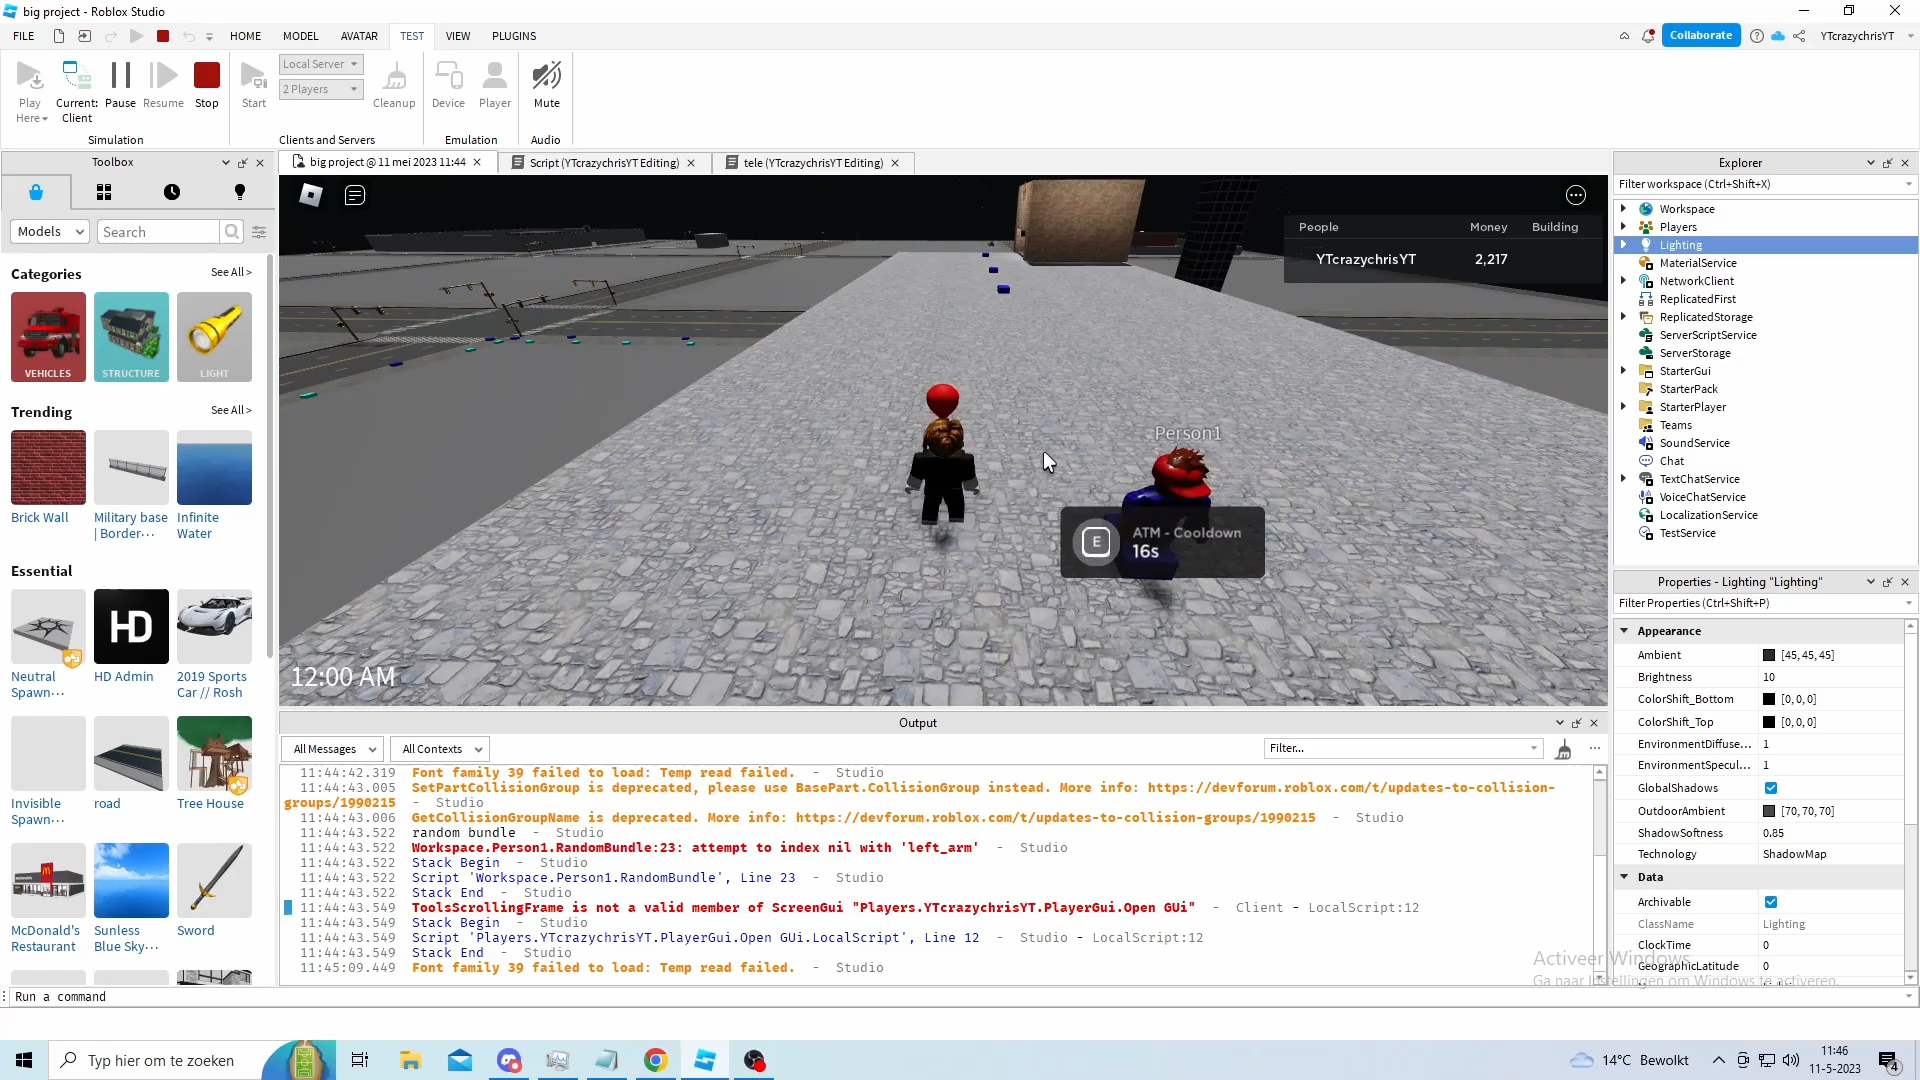 big project - Roblox Studio
FILE HOME MODEL AVATAR TEST VIEW PLUGINS Collaborate YTcrazychrisYT
Play Here Current: Client Pause Resume Stop Start Local Server 2 Players Cleanup Device Player Mute
Simulation Clients and Servers Emulation Audio
Toolbox
Models Search
Categories See All >
VEHICLES STRUCTURE LIGHT
Trending See All >
Brick Wall Military base | Border··· Infinite Water
Essential
Neutral Spawn··· HD HD Admin 2019 Sports Car // Rosh
Invisible Spawn··· road Tree House
McDonald's Restaurant Sunless Blue Sky··· Sword
big project @ 11 mei 2023 11:44 Script (YTcrazychrisYT Editing) tele (YTcrazychrisYT Editing)
People Money Building
YTcrazychrisYT 2,217
Person1
E ATM - Cooldown
16s
12:00 AM
Output
All Messages All Contexts Filter...
11:44:42.319 Font family 39 failed to load: Temp read failed. - Studio
11:44:43.005 SetPartCollisionGroup is deprecated, please use BasePart.CollisionGroup instead. More info: https://devforum.roblox.com/t/updates-to-collision-
groups/1990215 - Studio
11:44:43.006 GetCollisionGroupName is deprecated. More info: https://devforum.roblox.com/t/updates-to-collision-groups/1990215 - Studio
11:44:43.522 random bundle - Studio
11:44:43.522 Workspace.Person1.RandomBundle:23: attempt to index nil with 'left_arm' - Studio
11:44:43.522 Stack Begin - Studio
11:44:43.522 Script 'Workspace.Person1.RandomBundle', Line 23 - Studio
11:44:43.522 Stack End - Studio
11:44:43.549 ToolsScrollingFrame is not a valid member of ScreenGui "Players.YTcrazychrisYT.PlayerGui.Open GUi" - Client - LocalScript:12
11:44:43.549 Stack Begin - Studio
11:44:43.549 Script 'Players.YTcrazychrisYT.PlayerGui.Open GUi.LocalScript', Line 12 - Studio - LocalScript:12
11:44:43.549 Stack End - Studio
11:45:09.449 Font family 39 failed to load: Temp read failed. - Studio
Run a command
Explorer
Filter workspace (Ctrl+Shift+X)
Workspace
Players
Lighting
MaterialService
NetworkClient
ReplicatedFirst
ReplicatedStorage
ServerScriptService
ServerStorage
StarterGui
StarterPack
StarterPlayer
Teams
SoundService
Chat
TextChatService
VoiceChatService
LocalizationService
TestService
Properties - Lighting "Lighting"
Filter Properties (Ctrl+Shift+P)
Appearance
Ambient [45, 45, 45]
Brightness 10
ColorShift_Bottom [0, 0, 0]
ColorShift_Top [0, 0, 0]
EnvironmentDiffuse... 1
EnvironmentSpecul... 1
GlobalShadows
OutdoorAmbient [70, 70, 70]
ShadowSoftness 0.85
Technology ShadowMap
Data
Archivable
ClassName Lighting
ClockTime 0
GeographicLatitude 0
Activeer Windows
Ga naar Instellingen om Windows te activeren.
Typ hier om te zoeken 14°C Bewolkt 11:46
11-5-2023 4